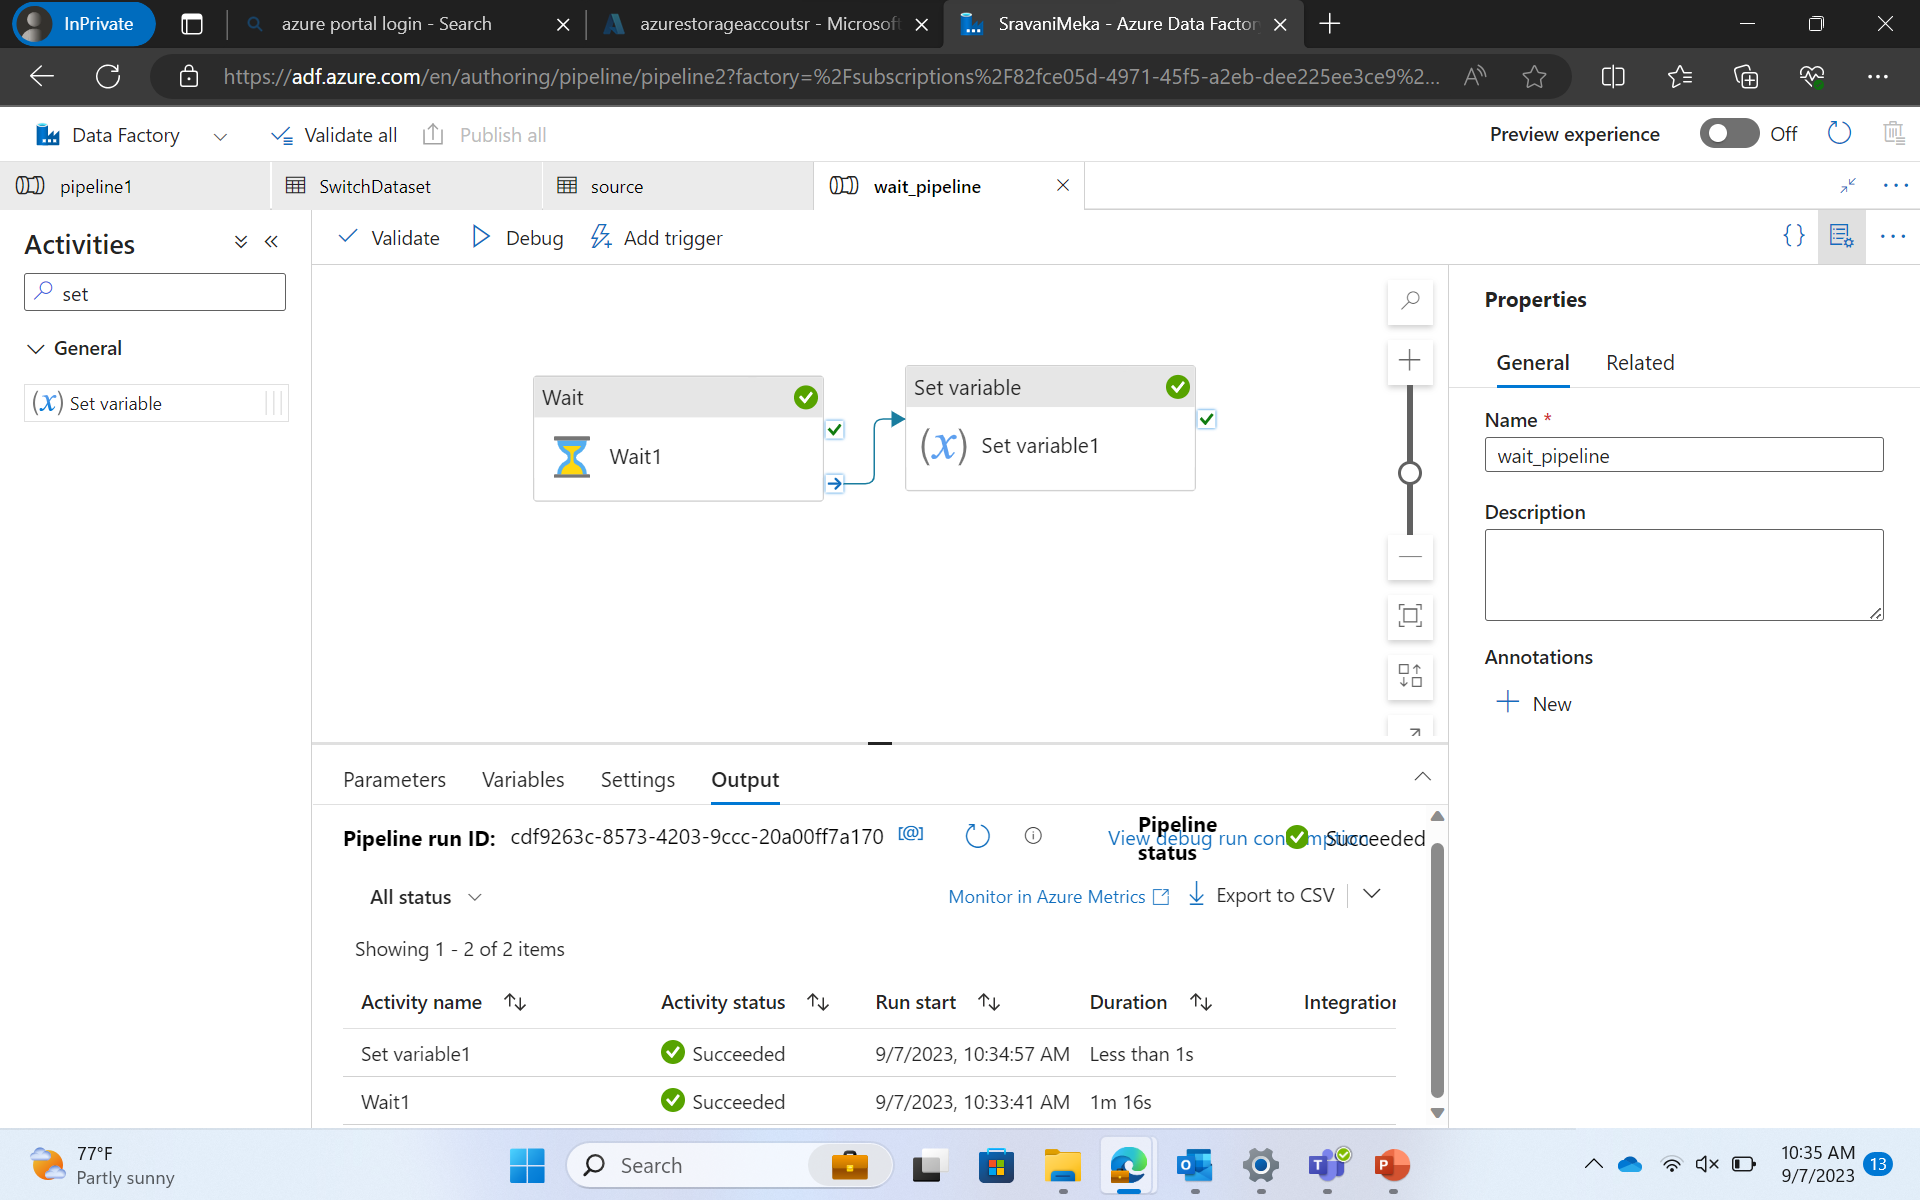 InPrivate
azure portal login - Search
azurestorageaccoutsr - Microsoft
SravaniMeka - Azure Data Factor
https://adf.azure.com/en/authoring/pipeline/pipeline2?factory=%2Fsubscriptions%2F82fce05d-4971-45f5-a2eb-dee225ee3ce9%2...
Data Factory
Validate all
Publish all
Preview experience
Off
pipeline1
SwitchDataset
source
wait_pipeline
Activities
set
General
Set variable
Validate
Debug
Add trigger
Wait
Wait1
Set variable
(x) Set variable1
Properties
General
Related
Name *
wait_pipeline
Description
Annotations
New
Parameters
Variables
Settings
Output
Pipeline run ID: cdf9263c-8573-4203-9ccc-20a00ff7a170
View debug run consumption
Pipeline
status
Succeeded
All status
Monitor in Azure Metrics
Export to CSV
Showing 1 - 2 of 2 items
Activity name
Activity status
Run start
Duration
Integration
Set variable1
Succeeded
9/7/2023, 10:34:57 AM
Less than 1s
Wait1
Succeeded
9/7/2023, 10:33:41 AM
1m 16s
77°F
Partly sunny
Search
10:35 AM
9/7/2023
13